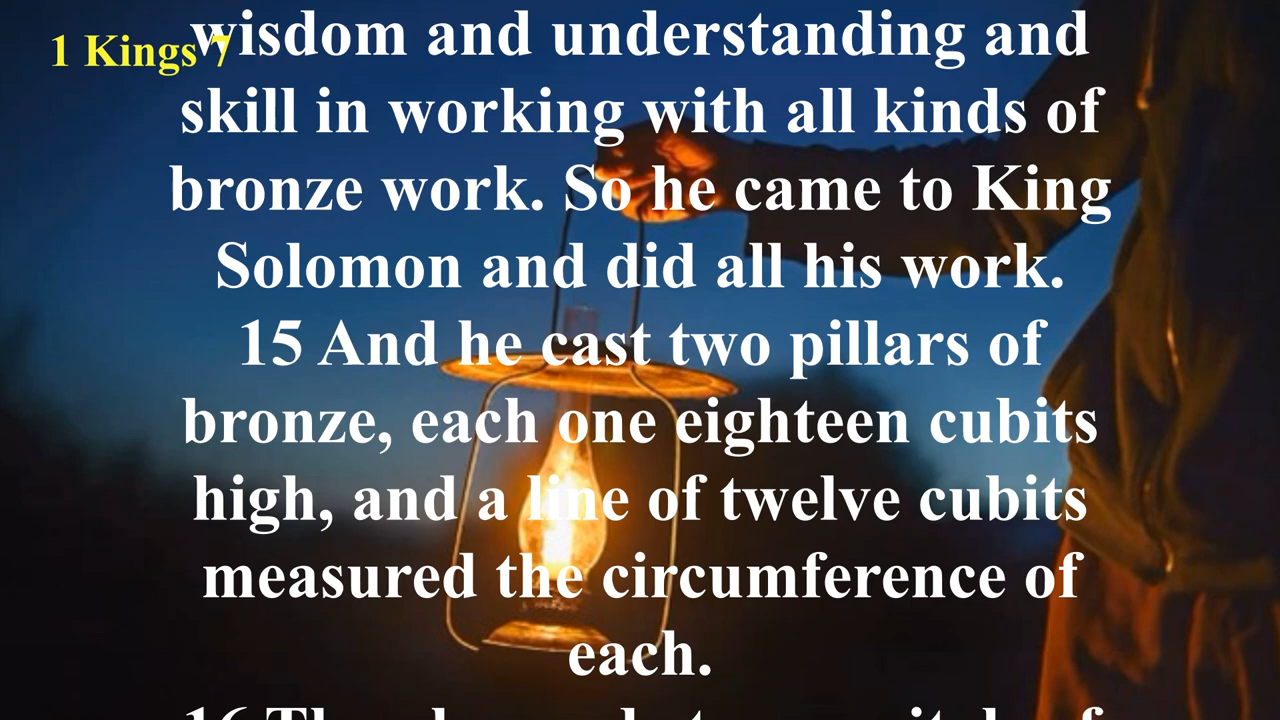 1 Kings 7
wisdom and understanding and
skill in working with all kinds of
bronze work. So he came to King
Solomon and did all his work.
15 And he cast two pillars of
bronze, each one eighteen cubits
high, and a line of twelve cubits
measured the circumference of
each.